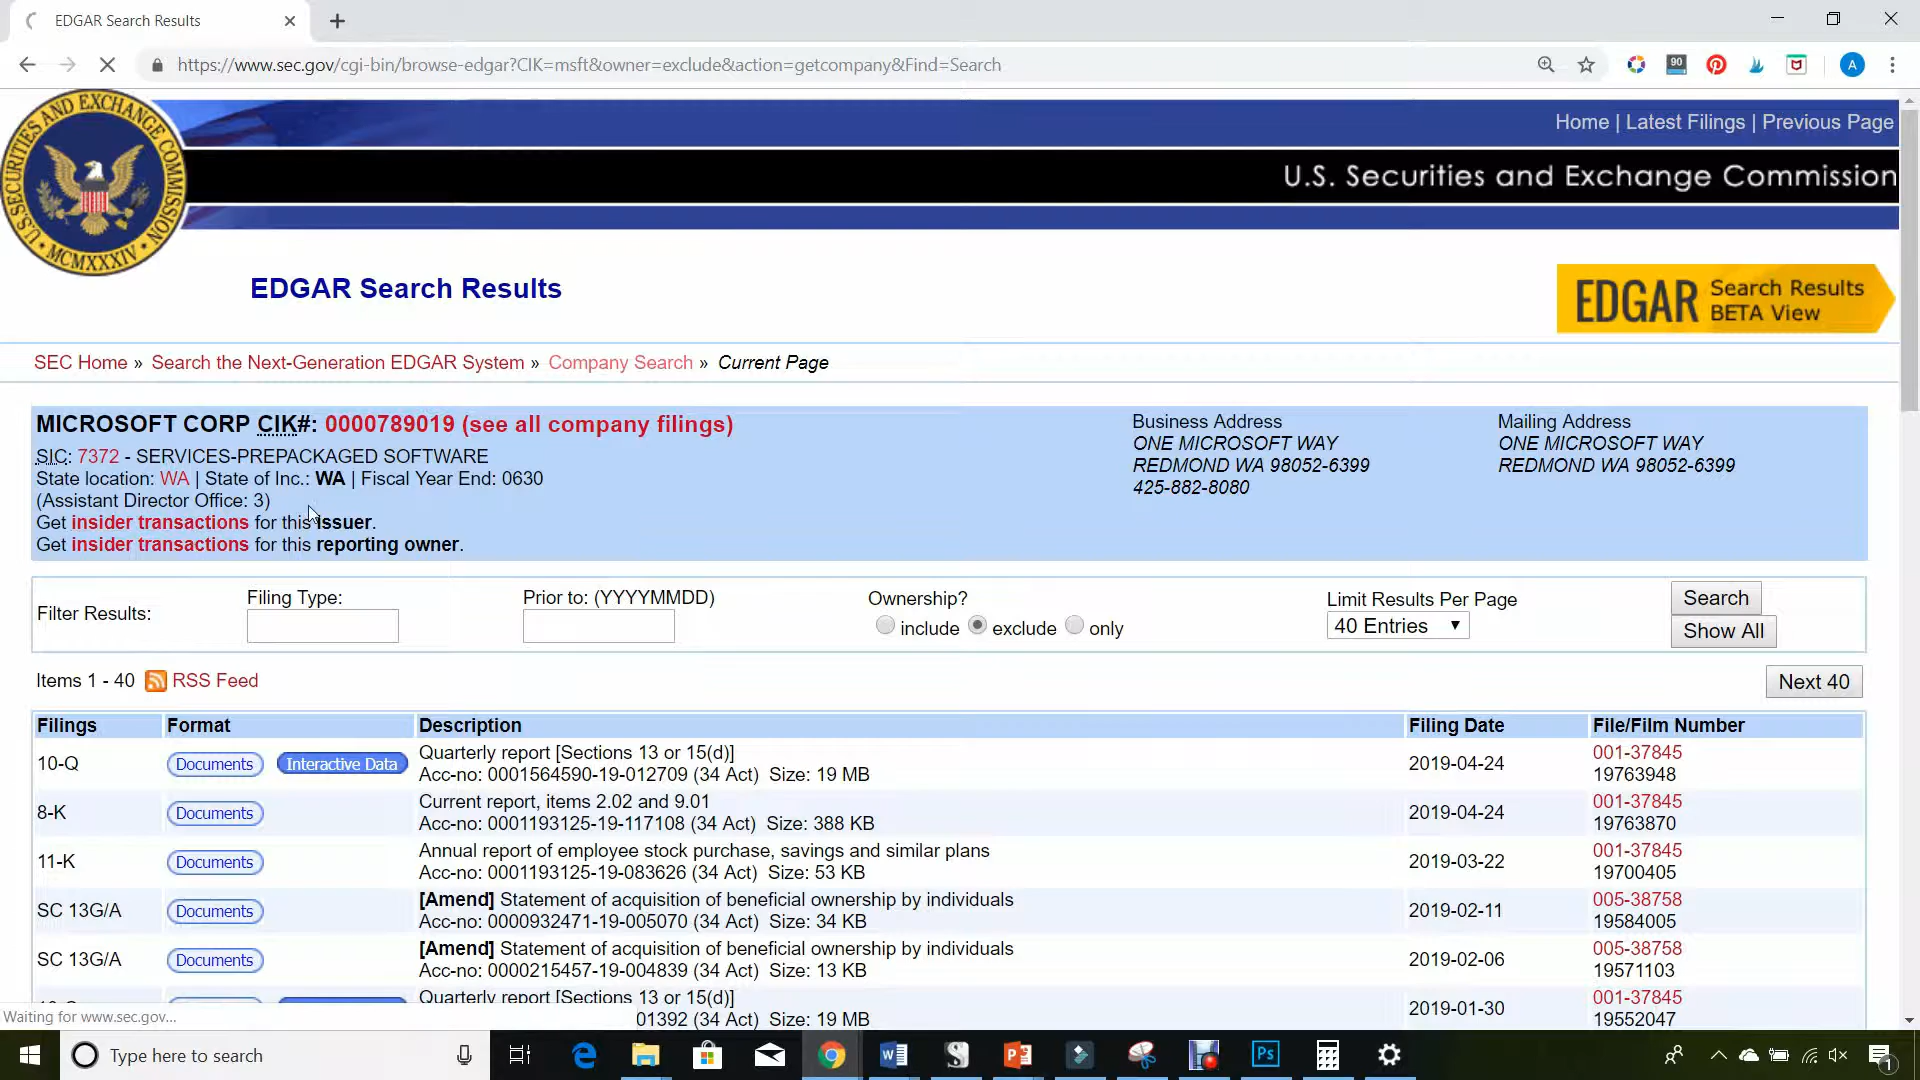 EDGAR Search Results
https://www.sec.gov/cgi-bin/browse-edgar?CIK=msft&owner=exclude&action=getcompany&Find=Search
90
A
U.S. SECURITIES AND EXCHANGE COMMISSION
MCMXXXIV
Home | Latest Filings | Previous Page
U.S. Securities and Exchange Commission
EDGAR Search Results
EDGAR Search Results BETA View
SEC Home » Search the Next-Generation EDGAR System » Company Search » Current Page
MICROSOFT CORP CIK#: 0000789019 (see all company filings)
SIC: 7372 - SERVICES-PREPACKAGED SOFTWARE
State location: WA | State of Inc.: WA | Fiscal Year End: 0630
(Assistant Director Office: 3)
Get insider transactions for this issuer.
Get insider transactions for this reporting owner.
Business Address
ONE MICROSOFT WAY
REDMOND WA 98052-6399
425-882-8080
Mailing Address
ONE MICROSOFT WAY
REDMOND WA 98052-6399
Filter Results:
Filing Type:
Prior to: (YYYYMMDD)
Ownership?
include exclude only
Limit Results Per Page
40 Entries
Search
Show All
Items 1 - 40 RSS Feed
Next 40
Filings Format Description Filing Date File/Film Number
10-Q Documents Interactive Data Quarterly report [Sections 13 or 15(d)] 2019-04-24 001-37845
Acc-no: 0001564590-19-012709 (34 Act) Size: 19 MB 19763948
8-K Documents Current report, items 2.02 and 9.01 2019-04-24 001-37845
Acc-no: 0001193125-19-117108 (34 Act) Size: 388 KB 19763870
11-K Documents Annual report of employee stock purchase, savings and similar plans 2019-03-22 001-37845
Acc-no: 0001193125-19-083626 (34 Act) Size: 53 KB 19700405
SC 13G/A Documents [Amend] Statement of acquisition of beneficial ownership by individuals 2019-02-11 005-38758
Acc-no: 0000932471-19-005070 (34 Act) Size: 34 KB 19584005
SC 13G/A Documents [Amend] Statement of acquisition of beneficial ownership by individuals 2019-02-06 005-38758
Acc-no: 0000215457-19-004839 (34 Act) Size: 13 KB 19571103
Quarterly report [Sections 13 or 15(d)] 2019-01-30 001-37845
01392 (34 Act) Size: 19 MB 19552047
Waiting for www.sec.gov...
Type here to search
Ps
1